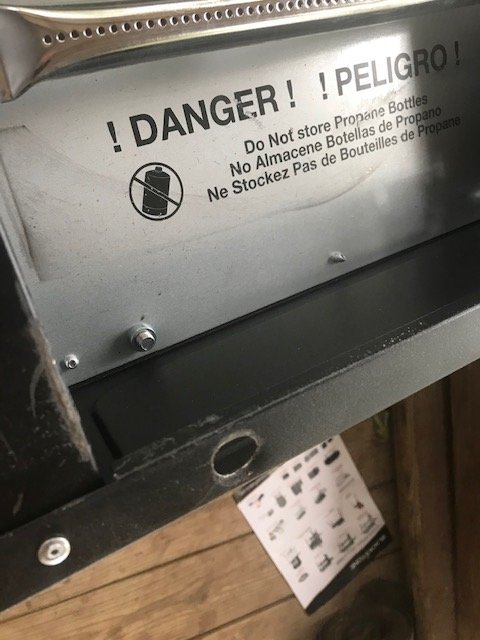 ! DANGER ! ! PELIGRO !
Do Not store Propane Bottles
No Almacene Botellas de Propano
Ne Stockez Pas de Bouteilles de Propane
BLACKSTONE